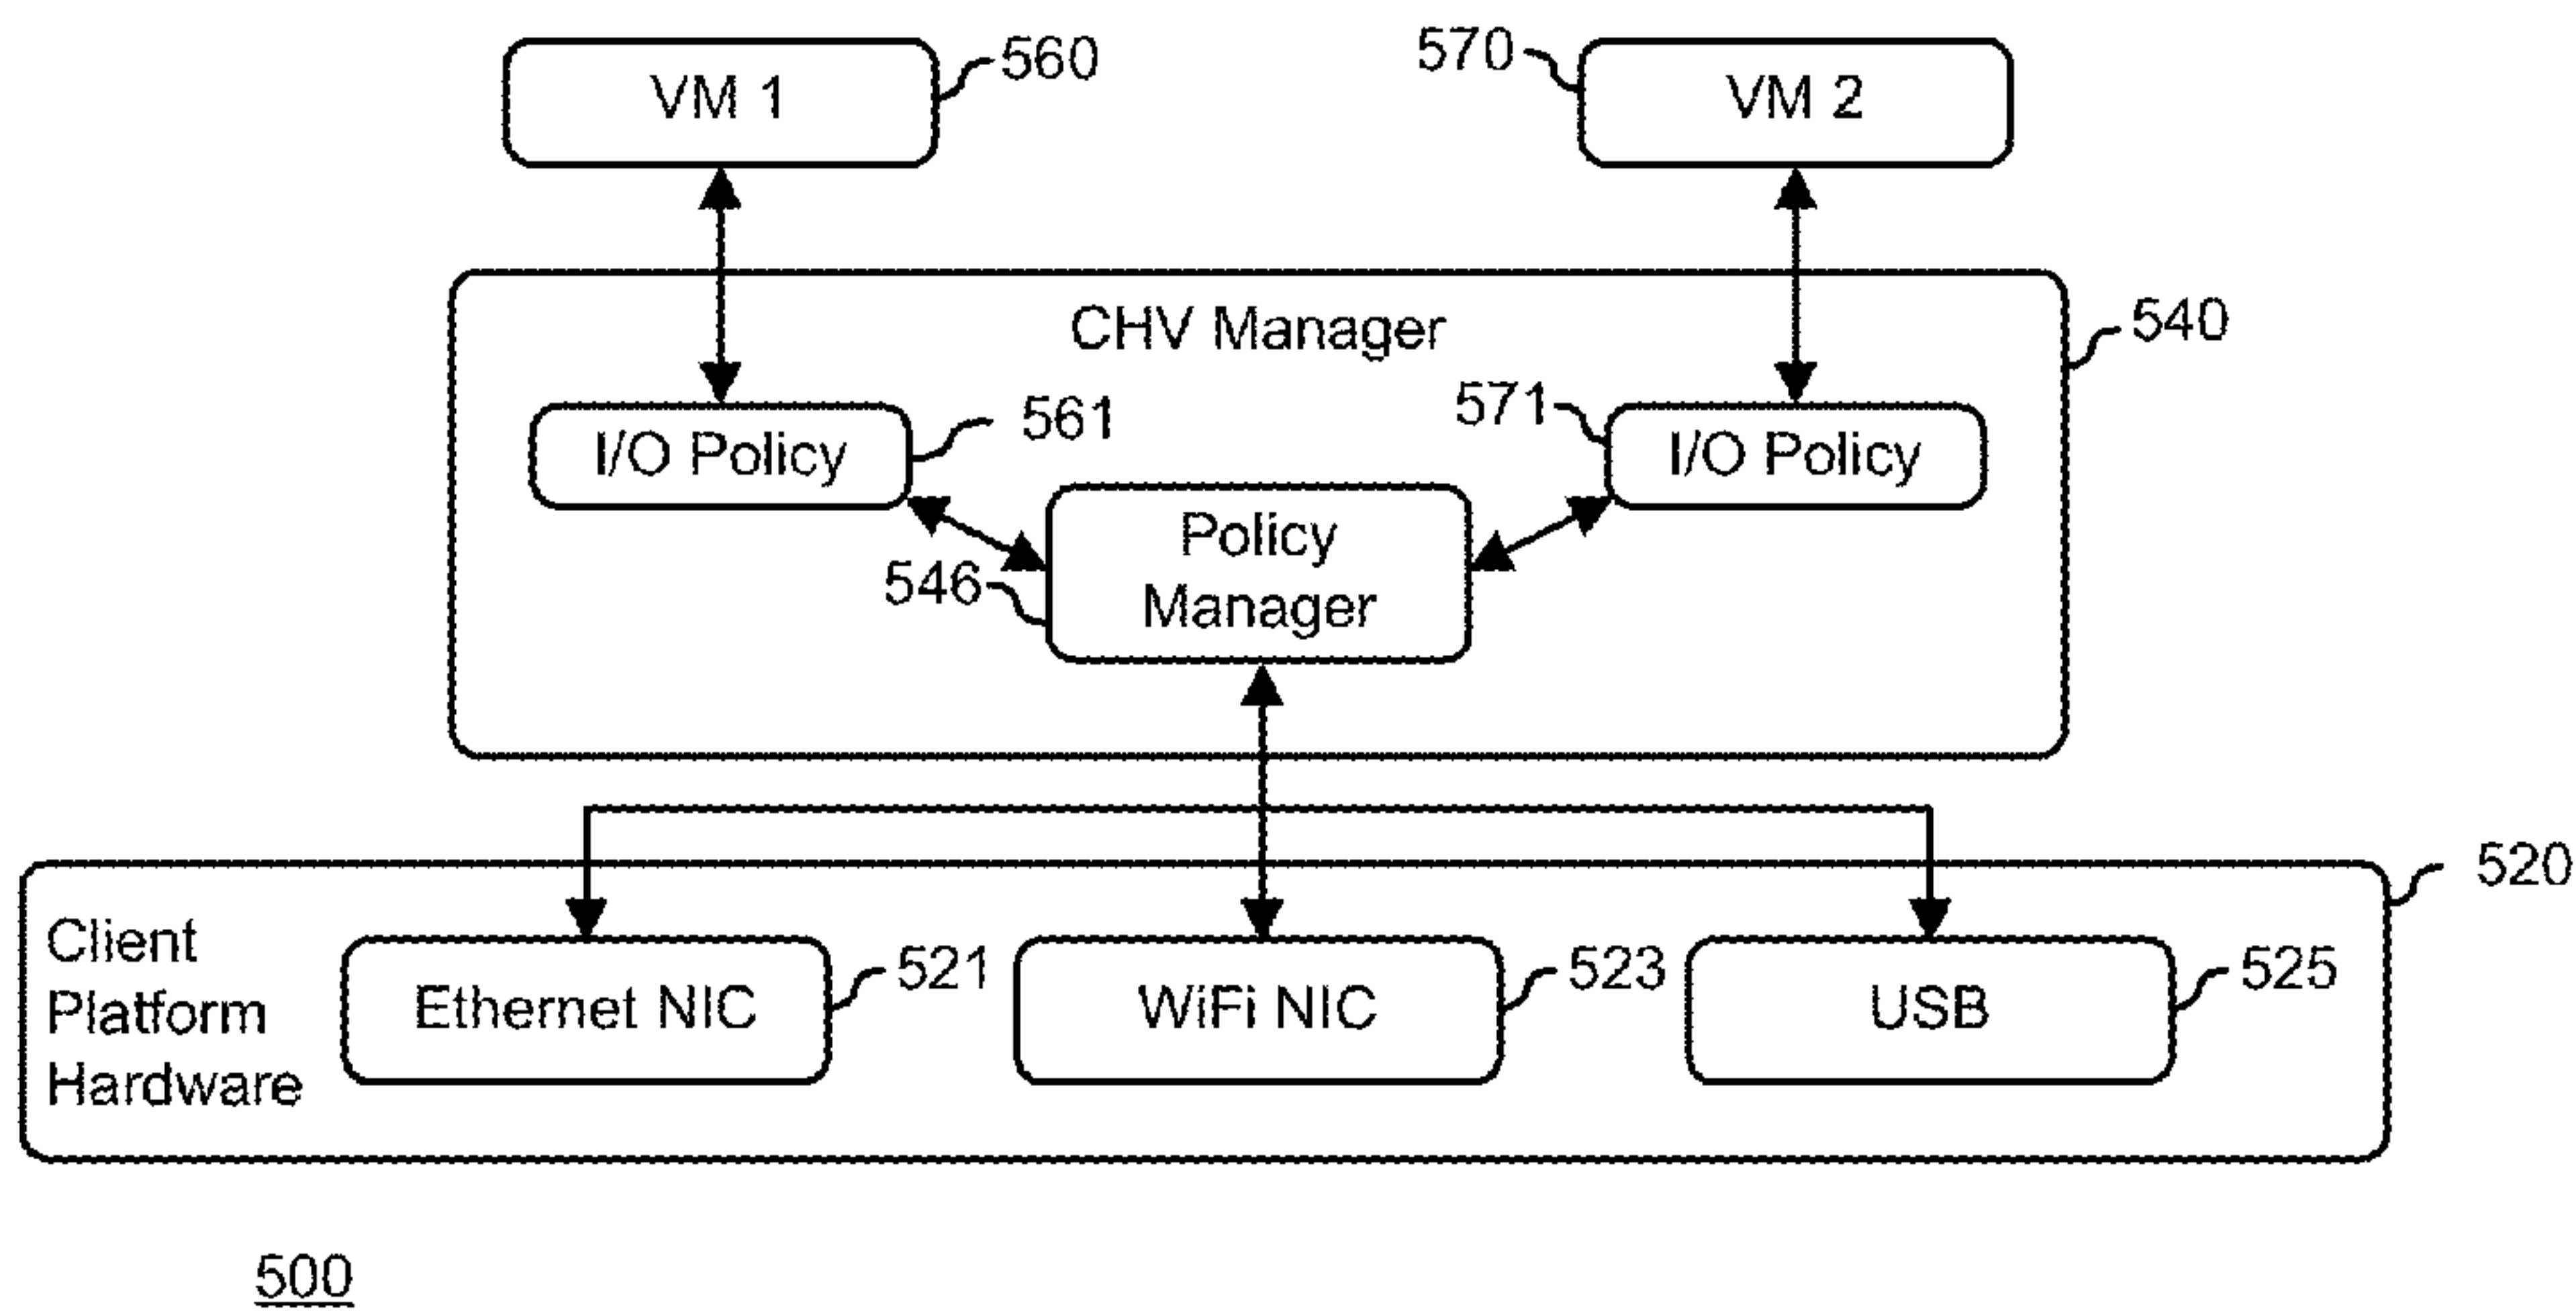 VM 1
560
570
VM 2
CHV Manager
540
I/O Policy
561
571
I/O Policy
Policy
Manager
546
520
Client
Platform
Hardware
Ethernet NIC
521
WiFi NIC
523
USB
525
500